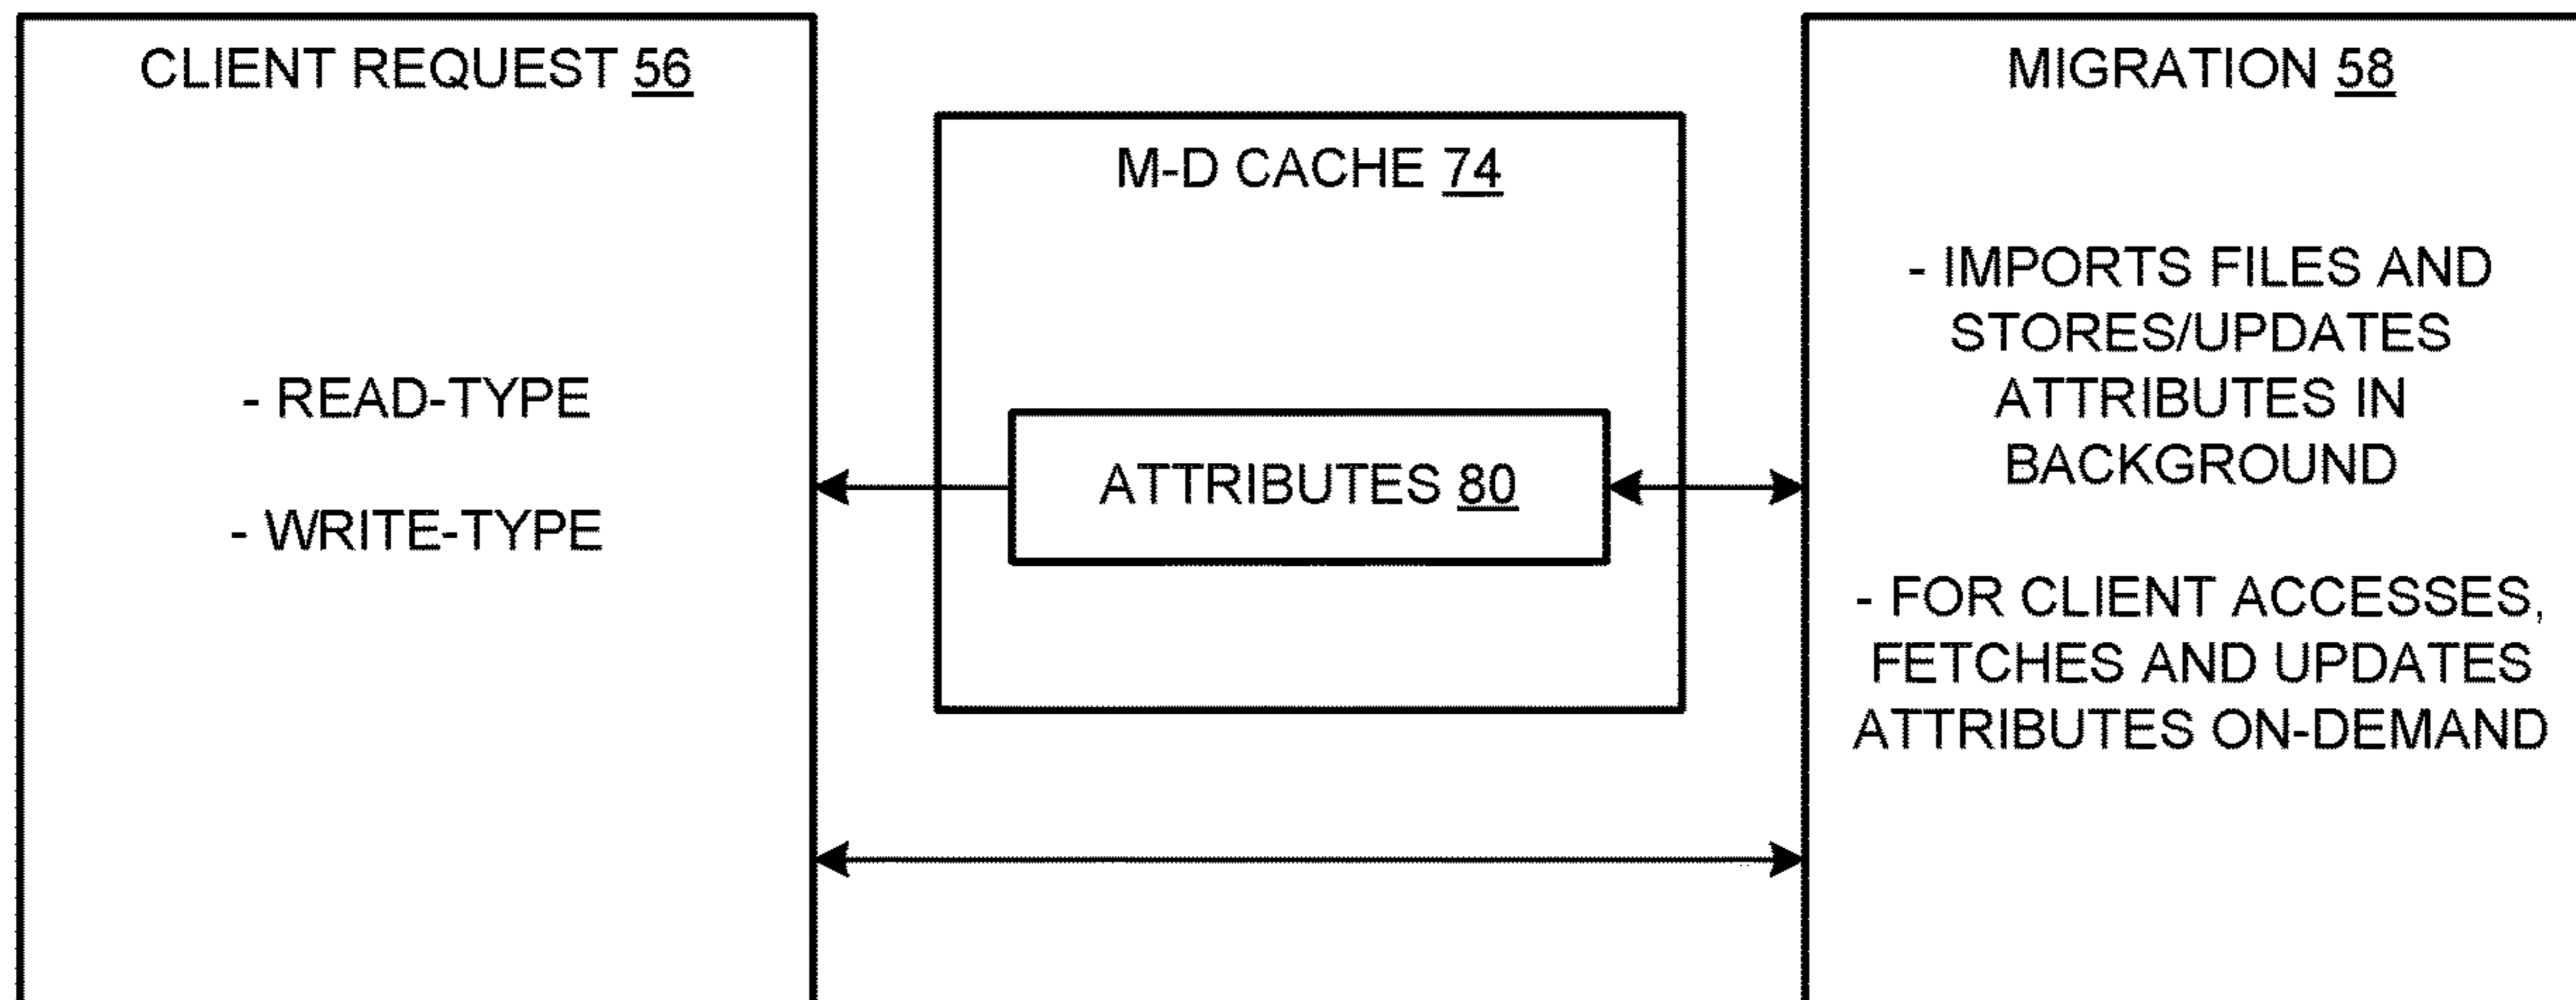 CLIENT REQUEST 56
- READ-TYPE
- WRITE-TYPE
M-D CACHE 74
ATTRIBUTES 80
MIGRATION 58
- IMPORTS FILES AND
STORES/UPDATES
ATTRIBUTES IN
BACKGROUND
- FOR CLIENT ACCESSES,
FETCHES AND UPDATES
ATTRIBUTES ON-DEMAND